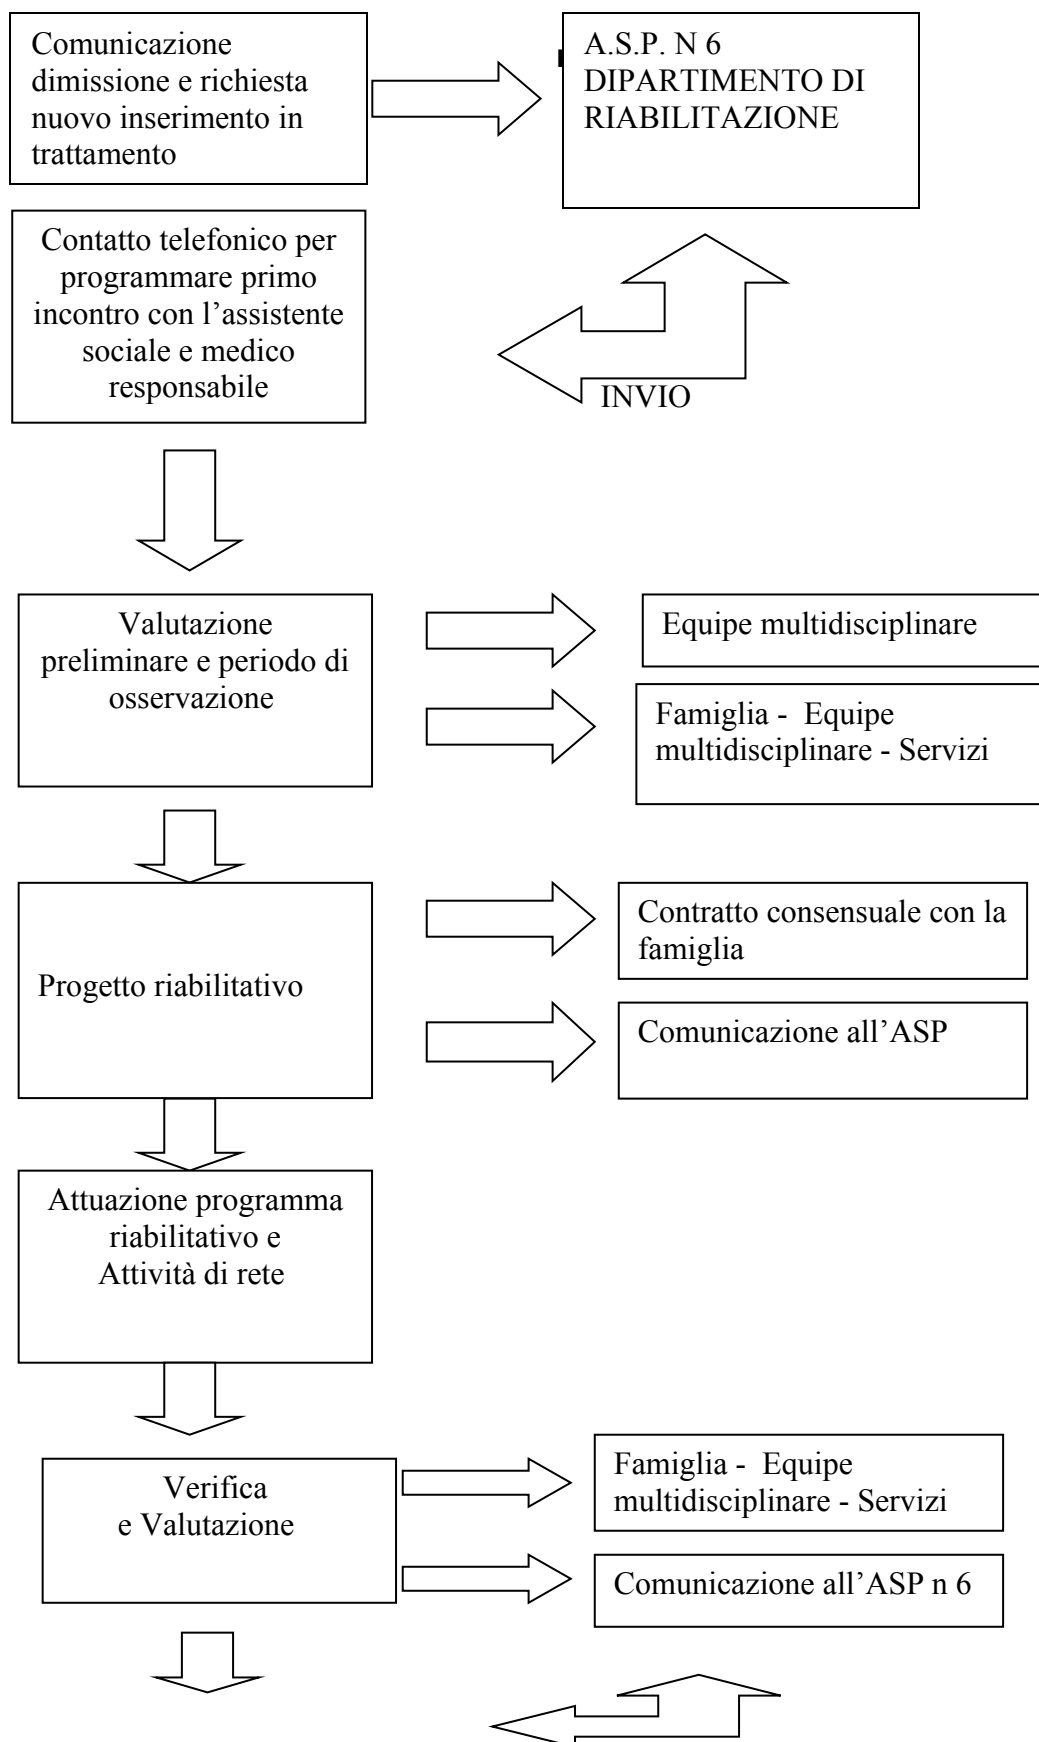 Comunicazione
dimissione e richiesta
nuovo inserimento in
trattamento
A.S.P. N 6
DIPARTIMENTO DI
RIABILITAZIONE
Contatto telefonico per
programmare primo
incontro con l’assistente
sociale e medico
responsabile
INVIO
Valutazione
preliminare e periodo di
osservazione
Equipe multidisciplinare
Famiglia - Equipe
multidisciplinare - Servizi
Progetto riabilitativo
Contratto consensuale con la
famiglia
Comunicazione all’ASP
Attuazione programma
riabilitativo e
Attività di rete
Verifica
e Valutazione
Famiglia - Equipe
multidisciplinare - Servizi
Comunicazione all’ASP n 6